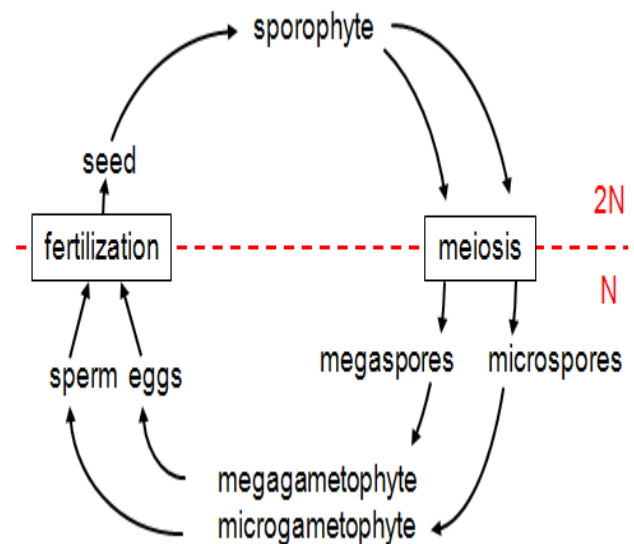 sporophyte
seed
2N
fertilization
meiosis
N
megaspores
microspores
sperm eggs
megagametophyte
microgametophyte